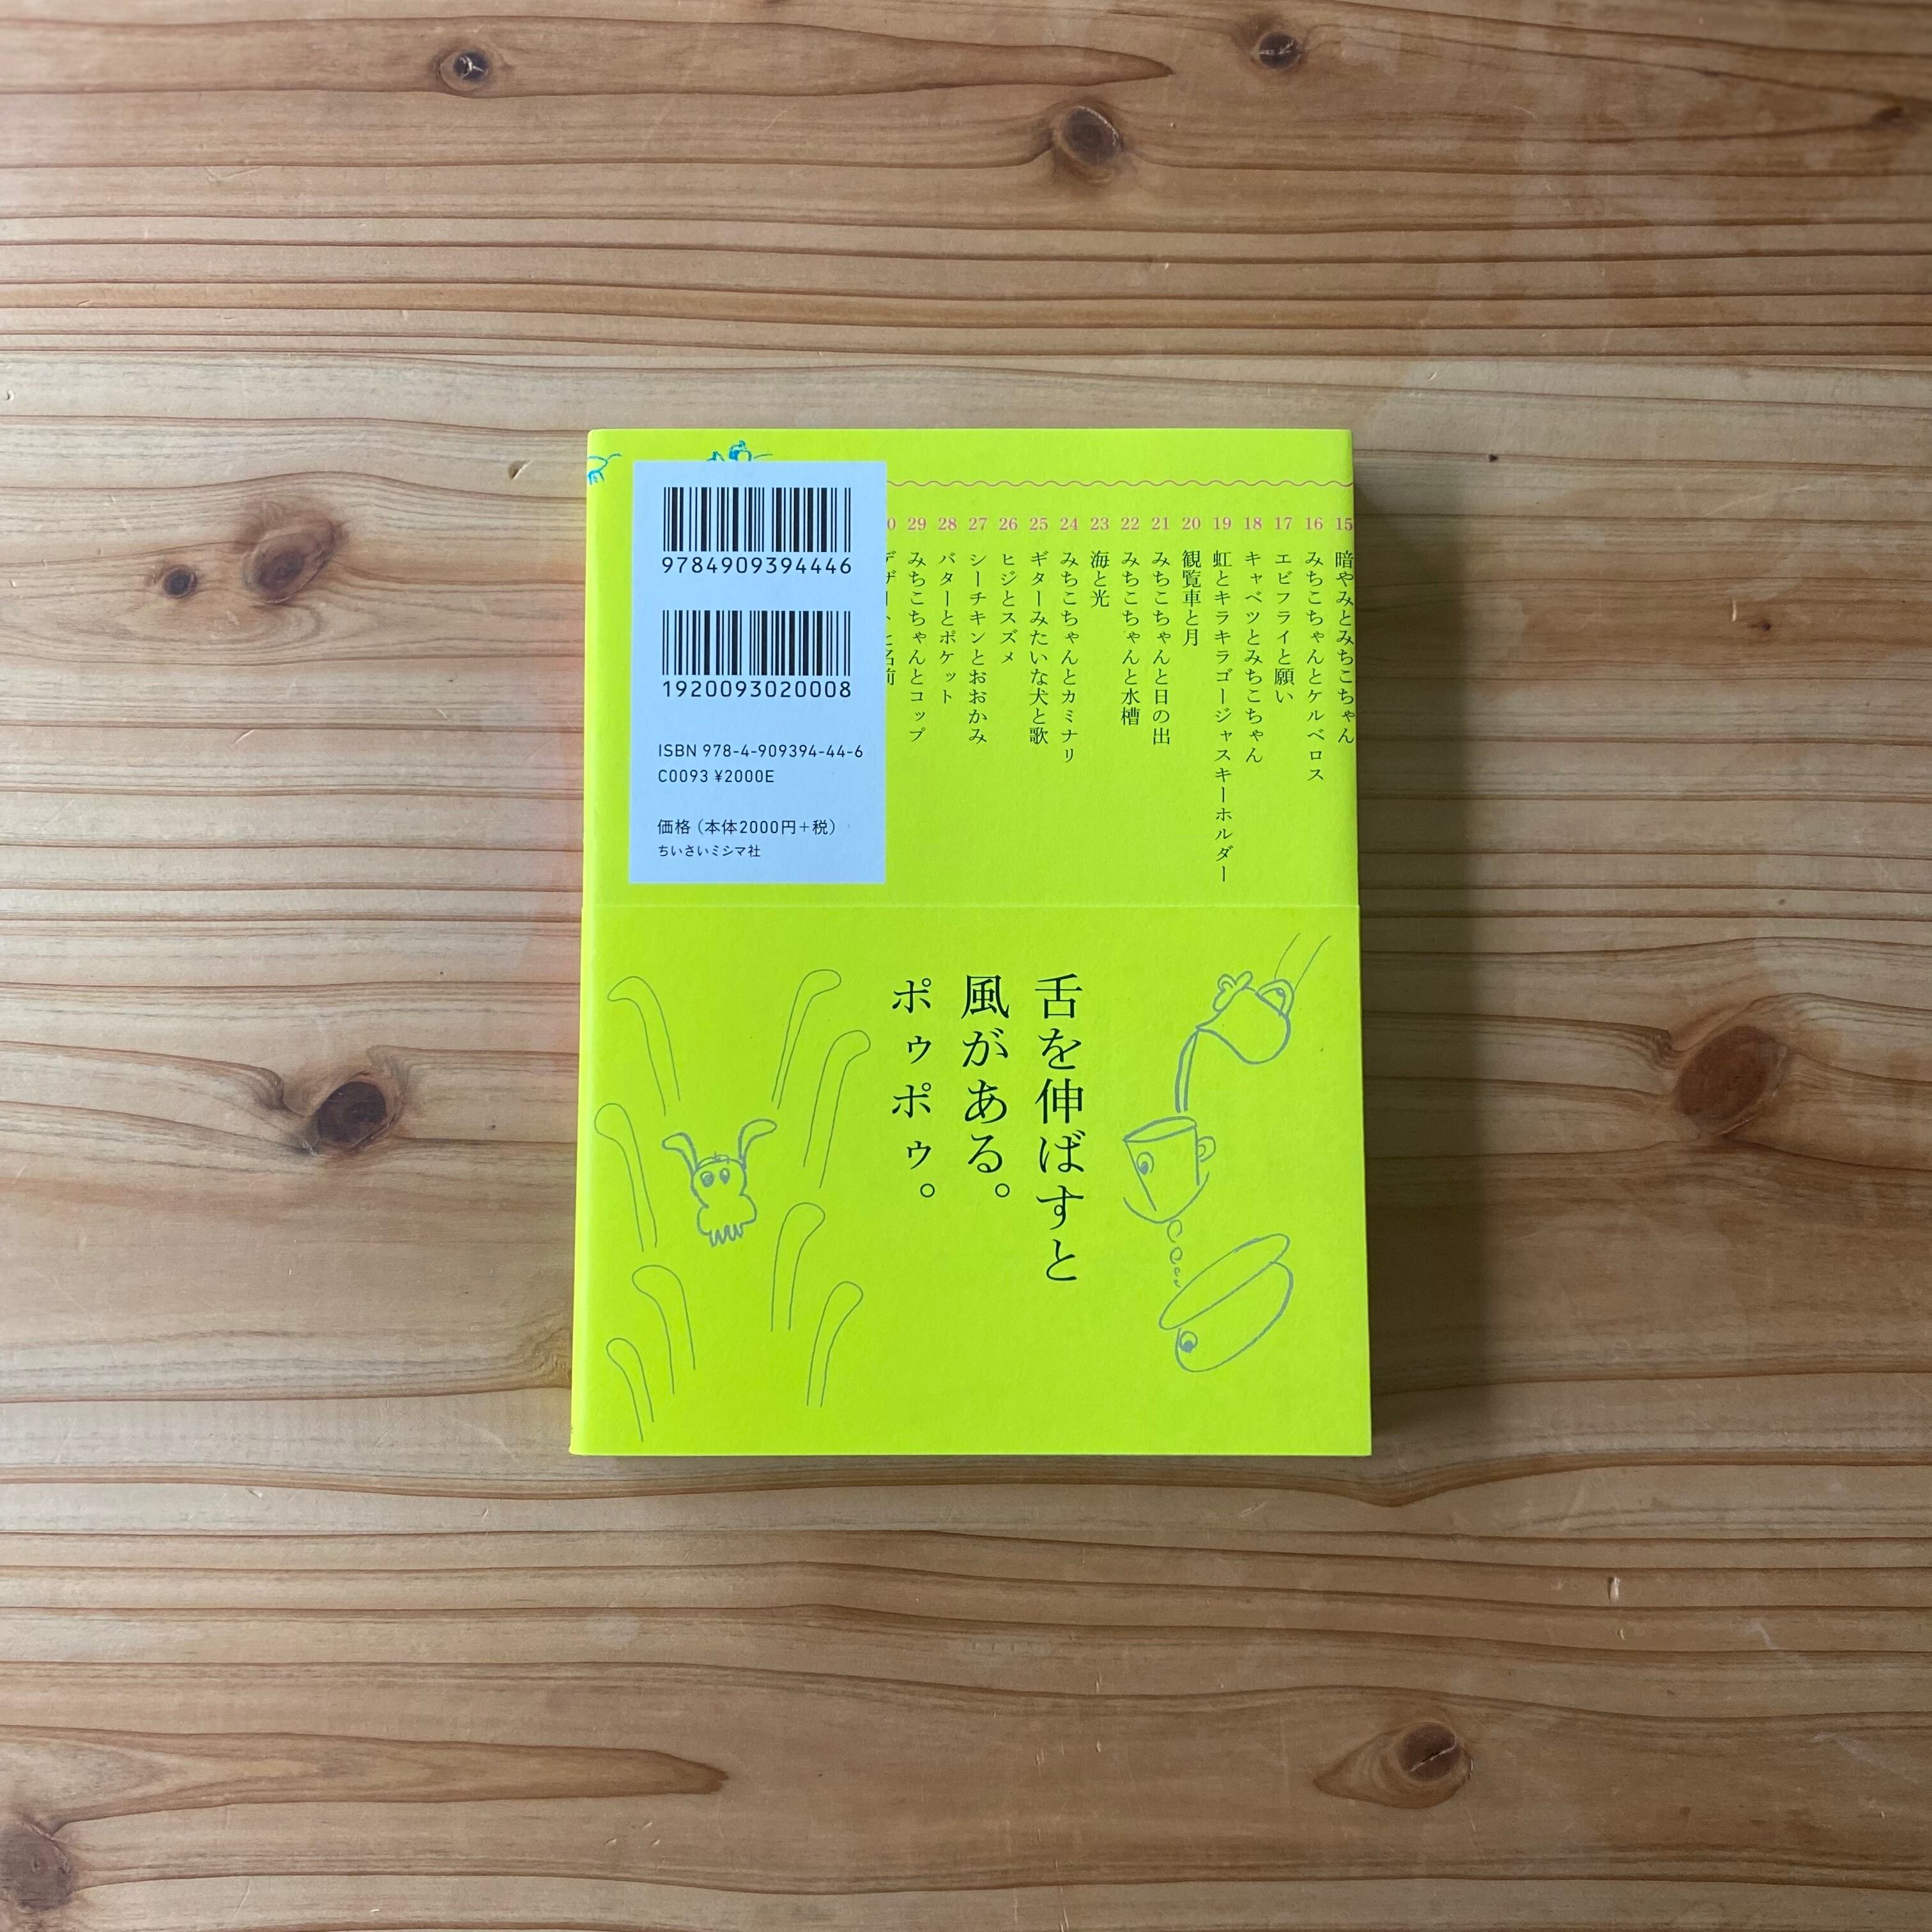 9784909394446
1920093020008
ISBN 978-4-909394-44-6
C0093 ¥2000E
価格（本体2000円＋税）
ちいさいミシマ社
15 暗やみとみちこちゃん
16 みちこちゃんとケルベロス
17 エビフライと願い
18 キャベツとみちこちゃん
19 虹とキラキラゴージャスキーホルダー
20 観覧車と月
21 みちこちゃんと日の出
22 みちこちゃんと水槽
23 海と光
24 みちこちゃんとカミナリ
25 ギターみたいな犬と歌
26 ヒジとスズメ
27 シーチキンとおおかみ
28 バターとポケット
29 みちこちゃんとコップ
舌を伸ばすと
風がある。
ポゥポゥ。